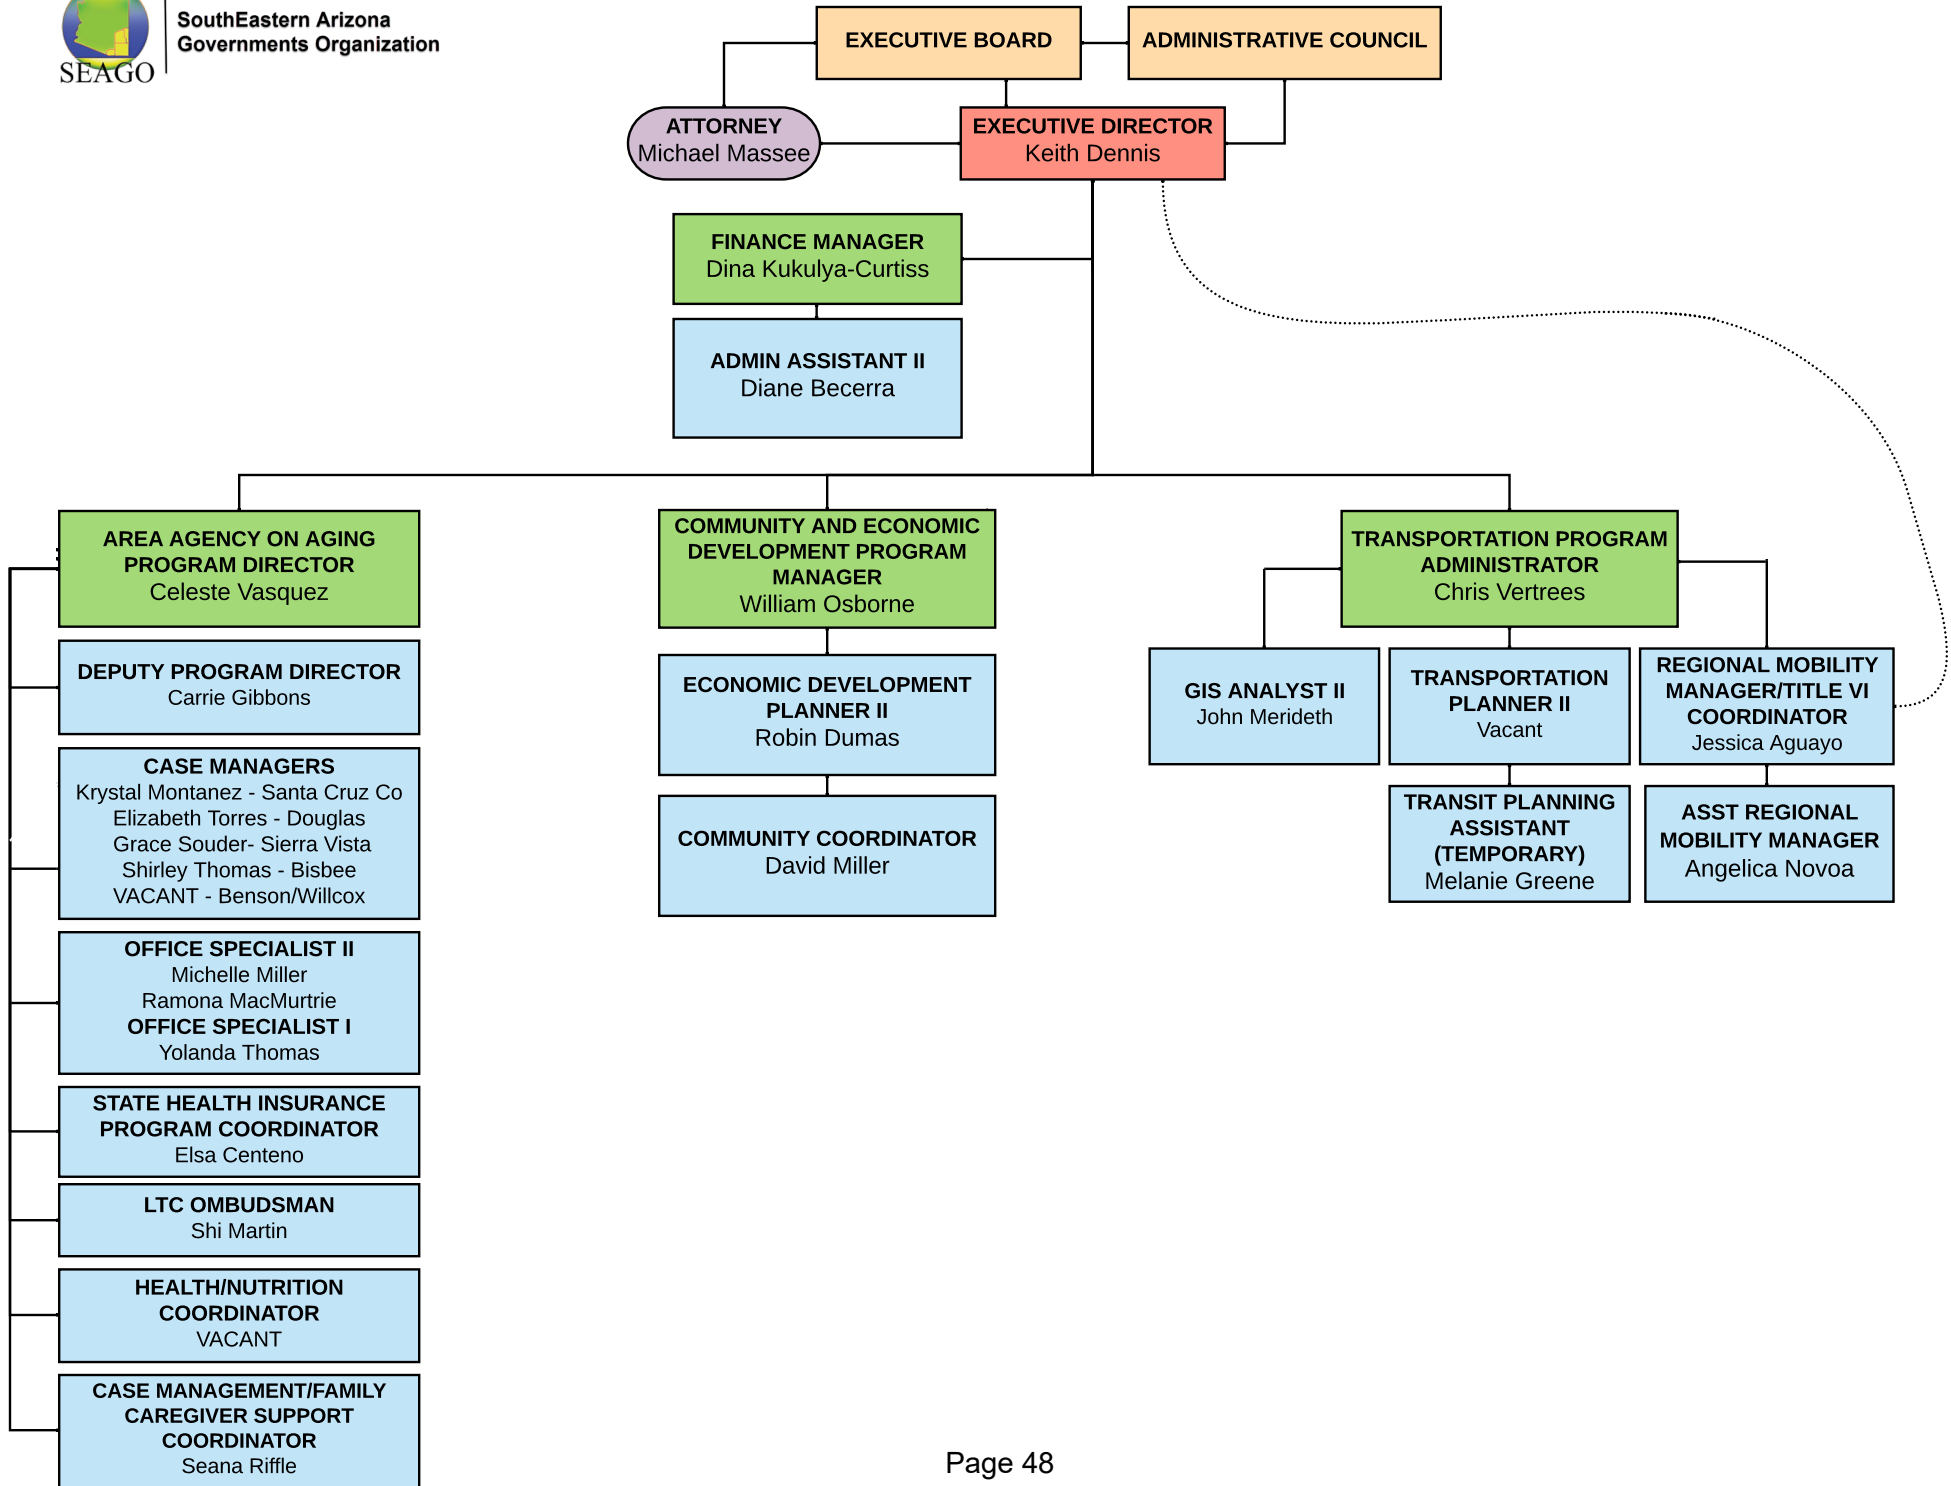 SouthEastern Arizona
Governments Organization
SEAGO
EXECUTIVE BOARD
ADMINISTRATIVE COUNCIL
ATTORNEY
Michael Massee
EXECUTIVE DIRECTOR
Keith Dennis
FINANCE MANAGER
Dina Kukulya-Curtiss
ADMIN ASSISTANT II
Diane Becerra
AREA AGENCY ON AGING
PROGRAM DIRECTOR
Celeste Vasquez
DEPUTY PROGRAM DIRECTOR
Carrie Gibbons
CASE MANAGERS
Krystal Montanez - Santa Cruz Co
Elizabeth Torres - Douglas
Grace Souder- Sierra Vista
Shirley Thomas - Bisbee
VACANT - Benson/Willcox
OFFICE SPECIALIST II
Michelle Miller
Ramona MacMurtrie
OFFICE SPECIALIST I
Yolanda Thomas
STATE HEALTH INSURANCE
PROGRAM COORDINATOR
Elsa Centeno
LTC OMBUDSMAN
Shi Martin
HEALTH/NUTRITION
COORDINATOR
VACANT
CASE MANAGEMENT/FAMILY
CAREGIVER SUPPORT
COORDINATOR
Seana Riffle
COMMUNITY AND ECONOMIC
DEVELOPMENT PROGRAM
MANAGER
William Osborne
ECONOMIC DEVELOPMENT
PLANNER II
Robin Dumas
COMMUNITY COORDINATOR
David Miller
TRANSPORTATION PROGRAM
ADMINISTRATOR
Chris Vertrees
GIS ANALYST II
John Merideth
TRANSPORTATION
PLANNER II
Vacant
REGIONAL MOBILITY
MANAGER/TITLE VI
COORDINATOR
Jessica Aguayo
TRANSIT PLANNING
ASSISTANT
(TEMPORARY)
Melanie Greene
ASST REGIONAL
MOBILITY MANAGER
Angelica Novoa
Page 48